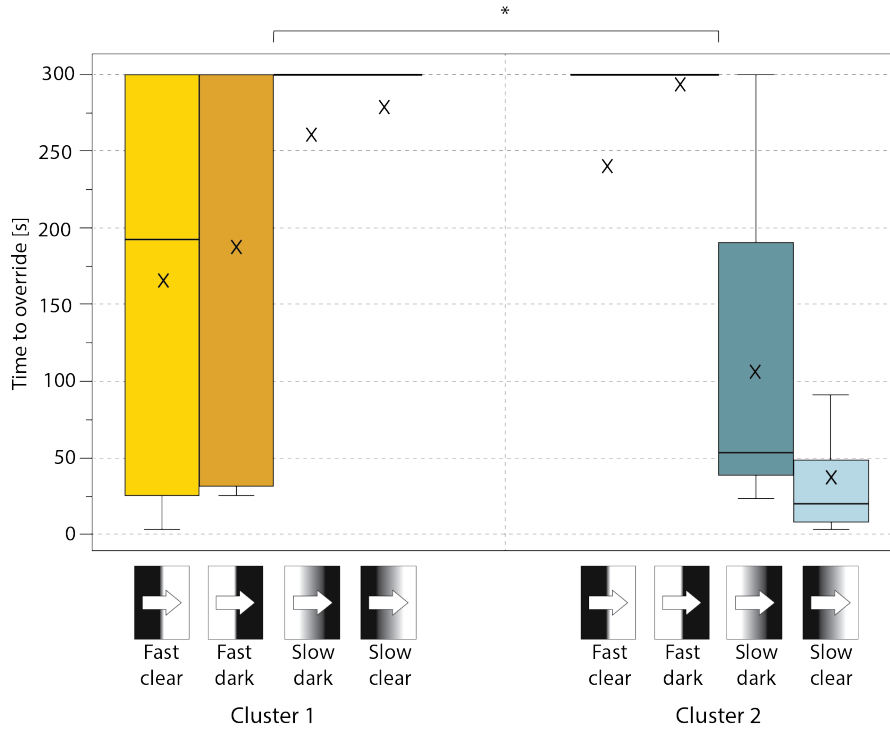 *
Time to override [s]
300
250
200
150
100
50
0
X
X
X
X
X
X
X
X
Fast clear
Fast dark
Slow dark
Slow clear
Fast clear
Fast dark
Slow dark
Slow clear
Cluster 1
Cluster 2